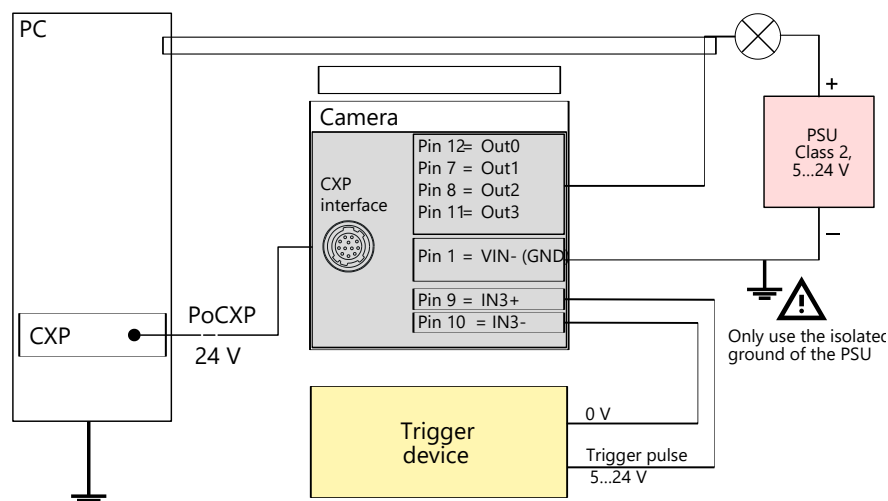 PC
Camera
Pin 12= Out0
Pin 7 = Out1
Pin 8 = Out2
Pin 11= Out3
CXP
interface
Pin 1 = VIN- (GND)
Pin 9 = IN3+
Pin 10 = IN3-
+
PSU
Class 2,
5...24 V
–
Only use the isolated
ground of the PSU
CXP
PoCXP
24 V
Trigger
device
0 V
Trigger pulse
5...24 V